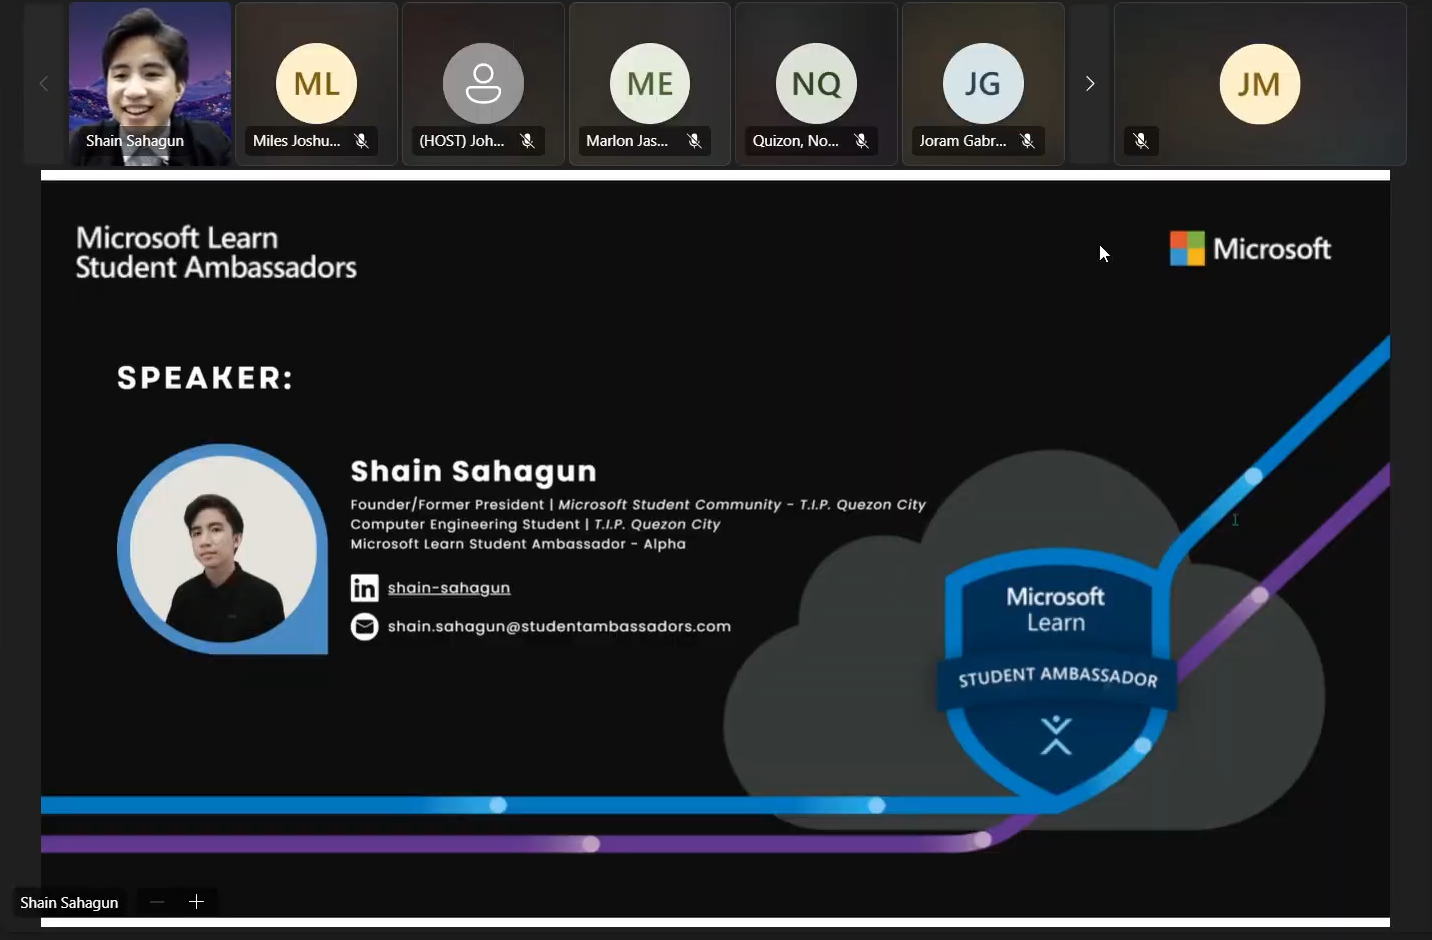 ML
ME
NQ
JG
JM
Shain Sahagun
Miles Joshu...
(HOST) Joh...
Marlon Jas...
Quizon, No...
Joram Gabr...
Microsoft Learn
Student Ambassadors
Microsoft
SPEAKER:
Shain Sahagun
Founder/Former President | Microsoft Student Community - T.I.P. Quezon City
Computer Engineering Student | T.I.P. Quezon City
Microsoft Learn Student Ambassador - Alpha
in shain-sahagun
shain.sahagun@studentambassadors.com
Microsoft
Learn
STUDENT AMBASSADOR
Shain Sahagun